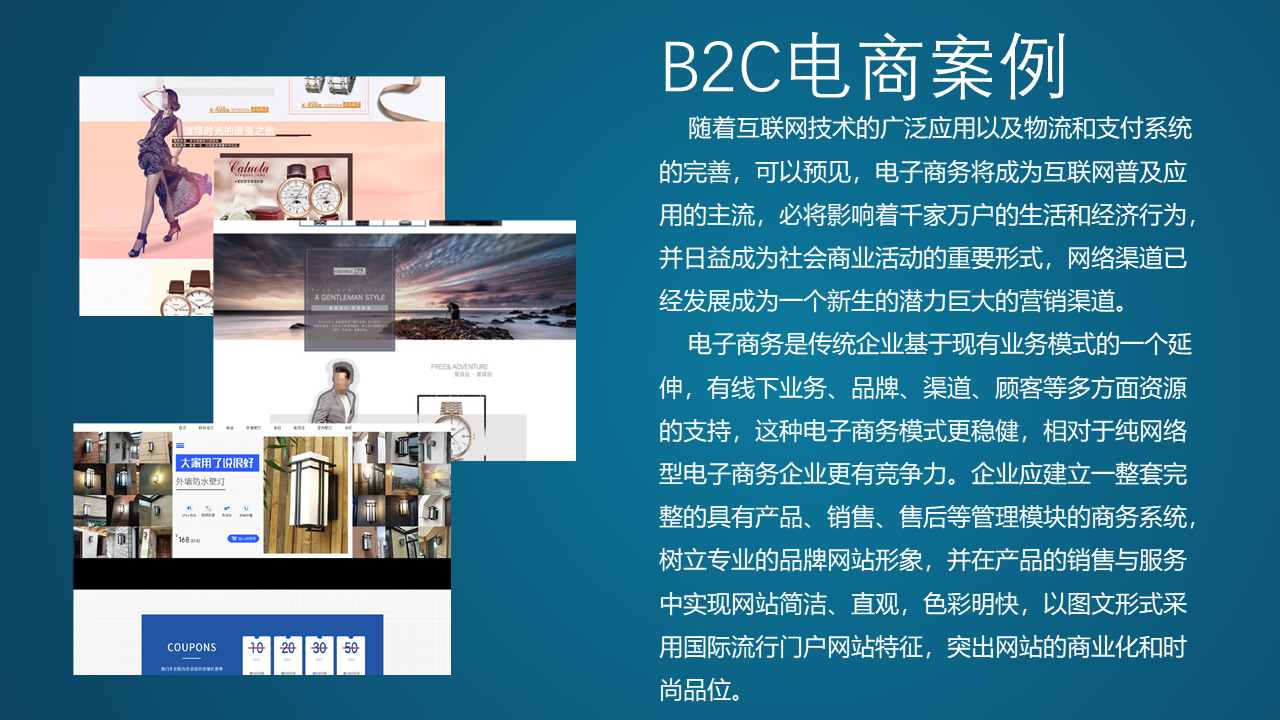 B2C电商案例
随着互联网技术的广泛应用以及物流和支付系统
的完善，可以预见，电子商务将成为互联网普及应
用的主流，必将影响着千家万户的生活和经济行为，
并日益成为社会商业活动的重要形式，网络渠道已
经发展成为一个新生的潜力巨大的营销渠道。
电子商务是传统企业基于现有业务模式的一个延
伸，有线下业务、品牌、渠道、顾客等多方面资源
的支持，这种电子商务模式更稳健，相对于纯网络
型电子商务企业更有竞争力。企业应建立一整套完
整的具有产品、销售、售后等管理模块的商务系统，
树立专业的品牌网站形象，并在产品的销售与服务
中实现网站简洁、直观，色彩明快，以图文形式采
用国际流行门户网站特征，突出网站的商业化和时
尚品位。
演绎时光的浪漫之旅
Caluola
A GENTLEMAN STYLE
FREE& ADVENTURE
爱自由 · 爱冒险
首页
大家用了说很好
外墙防水壁灯
168
COUPONS
10
20
30
50